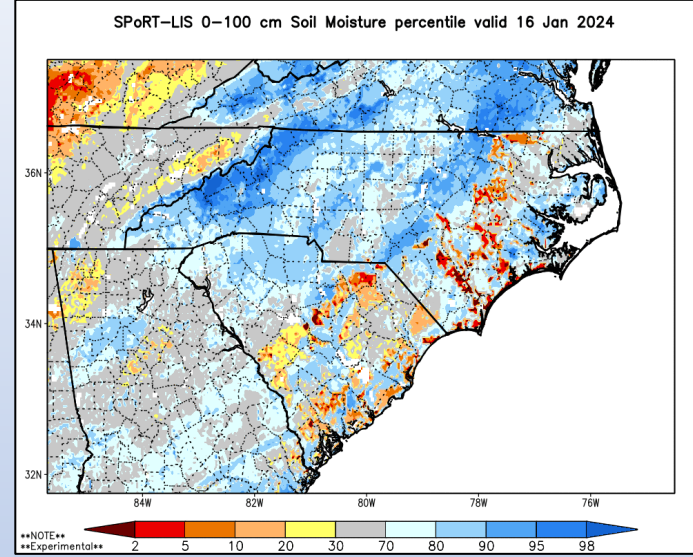 SPoRT-LIS 0-100 cm Soil Moisture percentile valid 16 Jan 2024
36N
34N
32N
84W 82W 80W 78W 76W
**NOTE**
**Experimental**
2 5 10 20 30 70 80 90 95 98